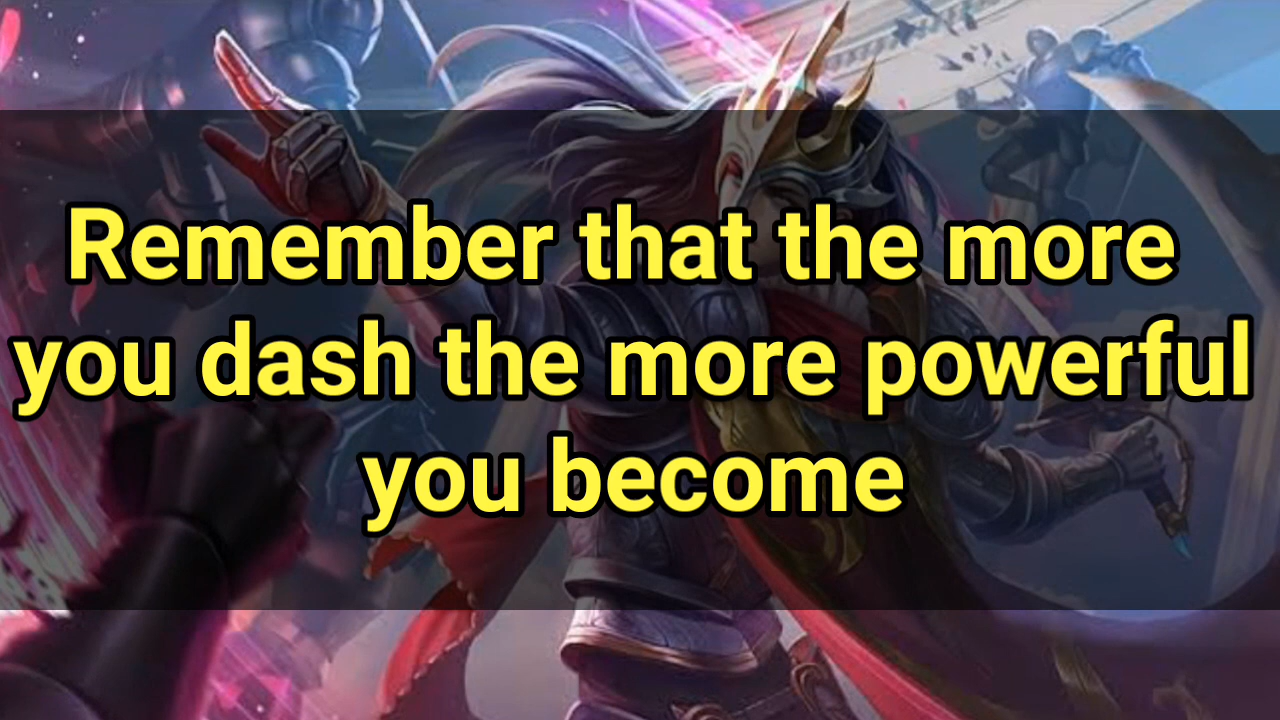 Remember that the more
you dash the more powerful
you become